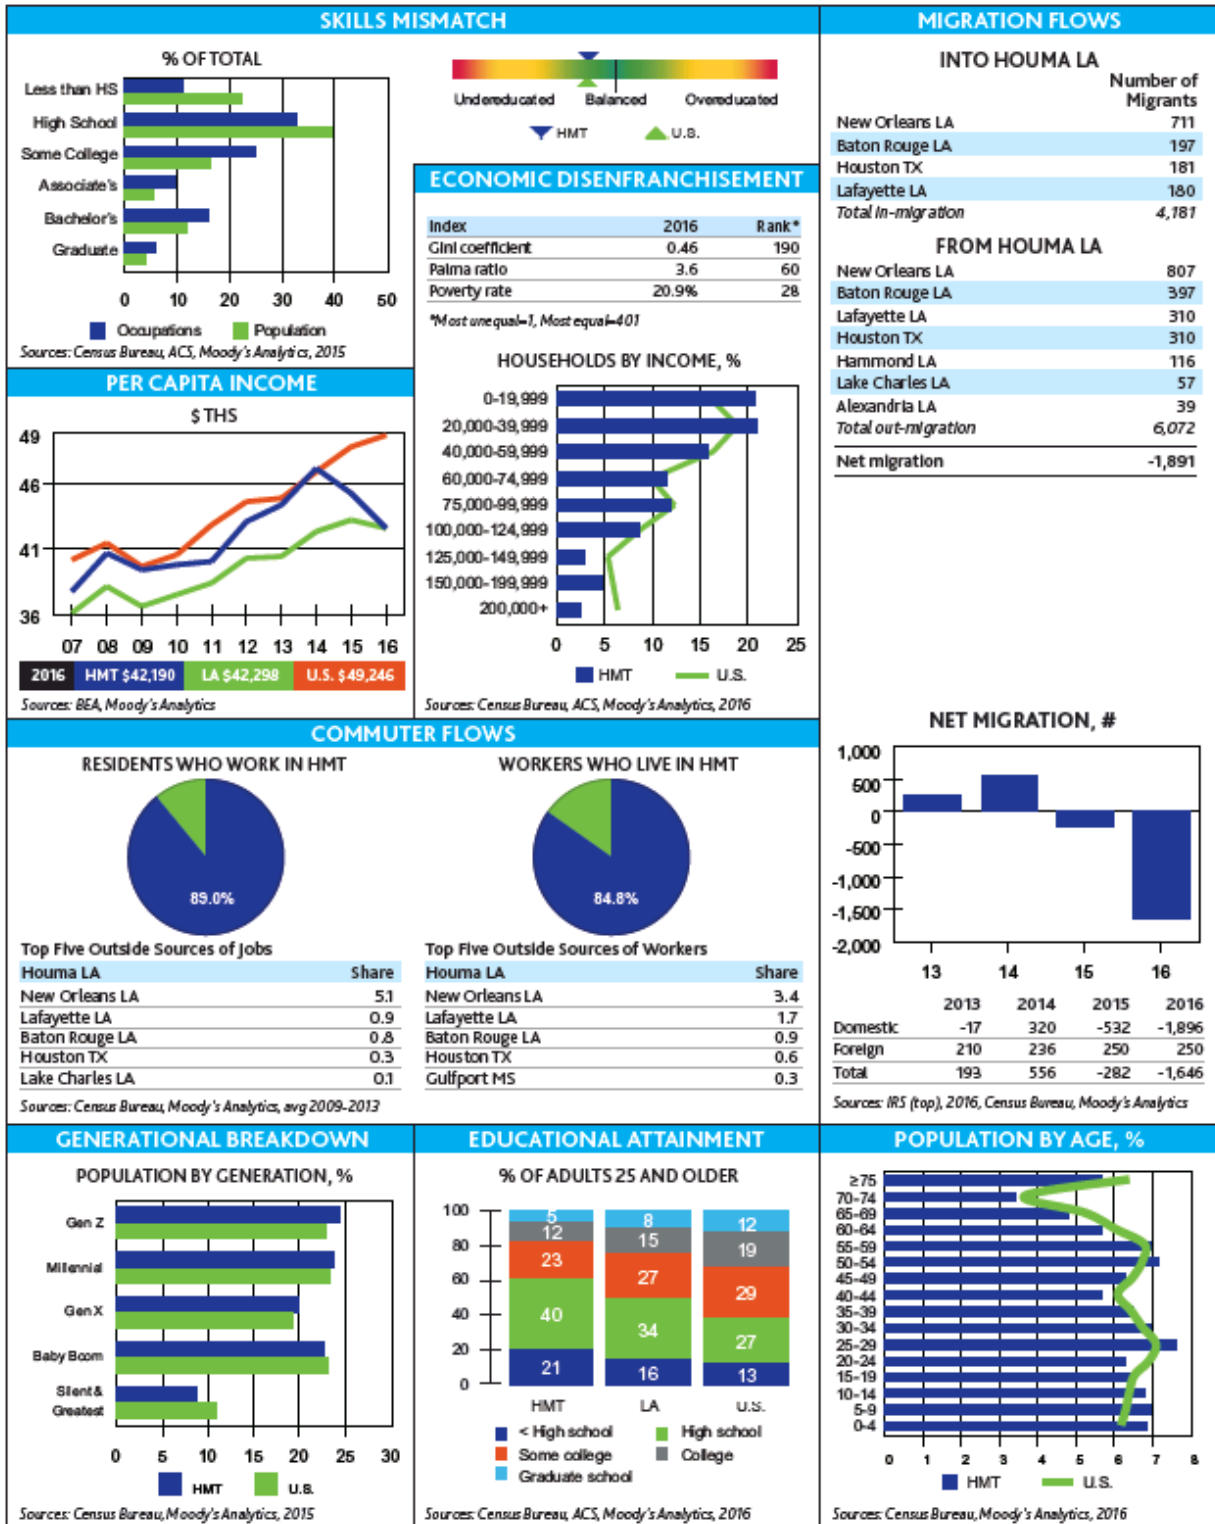 SKILLS MISMATCH
% OF TOTAL
Less than HS
High School
Some College
Associate's
Bachelor's
Graduate
0 10 20 30 40 50
Occupations Population
Sources: Census Bureau, ACS, Moody's Analytics, 2015
Undereducated Balanced Overeducated
HMT U.S.
PER CAPITA INCOME
$ THS
49
46
41
36
07 08 09 10 11 12 13 14 15 16
2016 HMT $42,190 LA $42,298 U.S. $49,246
Sources: BEA, Moody's Analytics
ECONOMIC DISENFRANCHISEMENT
Index 2016 Rank*
Gini coefficient 0.46 190
Palma ratio 3.6 60
Poverty rate 20.9% 28
*Most unequal=1, Most equal=401
HOUSEHOLDS BY INCOME, %
0-19,999
20,000-39,999
40,000-59,999
60,000-74,999
75,000-99,999
100,000-124,999
125,000-149,999
150,000-199,999
200,000+
0 5 10 15 20 25
HMT U.S.
Sources: Census Bureau, ACS, Moody's Analytics, 2016
MIGRATION FLOWS
INTO HOUMA LA
Number of
Migrants
New Orleans LA 711
Baton Rouge LA 197
Houston TX 181
Lafayette LA 180
Total in-migration 4,181
FROM HOUMA LA
New Orleans LA 807
Baton Rouge LA 397
Lafayette LA 310
Houston TX 310
Hammond LA 116
Lake Charles LA 57
Alexandria LA 39
Total out-migration 6,072
Net migration -1,891
NET MIGRATION, #
1,000
500
0
-500
-1,000
-1,500
-2,000
13 14 15 16
2013 2014 2015 2016
Domestic -17 320 -532 -1,896
Foreign 210 236 250 250
Total 193 556 -282 -1,646
Sources: IRS (top), 2016, Census Bureau, Moody's Analytics
COMMUTER FLOWS
RESIDENTS WHO WORK IN HMT
89.0%
Top Five Outside Sources of Jobs
Houma LA Share
New Orleans LA 5.1
Lafayette LA 0.9
Baton Rouge LA 0.8
Houston TX 0.3
Lake Charles LA 0.1
Sources: Census Bureau, Moody's Analytics, avg 2009-2013
WORKERS WHO LIVE IN HMT
84.8%
Top Five Outside Sources of Workers
Houma LA Share
New Orleans LA 3.4
Lafayette LA 1.7
Baton Rouge LA 0.9
Houston TX 0.6
Gulfport MS 0.3
GENERATIONAL BREAKDOWN
POPULATION BY GENERATION, %
Gen Z
Millennial
Gen X
Baby Boom
Silent &
Greatest
0 5 10 15 20 25 30
HMT U.S.
Sources: Census Bureau, Moody's Analytics, 2015
EDUCATIONAL ATTAINMENT
% OF ADULTS 25 AND OLDER
100
80
60
40
20
0
5 8 12
12 15 19
23 27 29
40 34 27
21 16 13
HMT LA U.S.
< High school High school
Some college College
Graduate school
Sources: Census Bureau, ACS, Moody's Analytics, 2016
POPULATION BY AGE, %
≥75
70-74
65-69
60-64
55-59
50-54
45-49
40-44
35-39
30-34
25-29
20-24
15-19
10-14
5-9
0-4
0 1 2 3 4 5 6 7 8
HMT U.S.
Sources: Census Bureau, Moody's Analytics, 2016